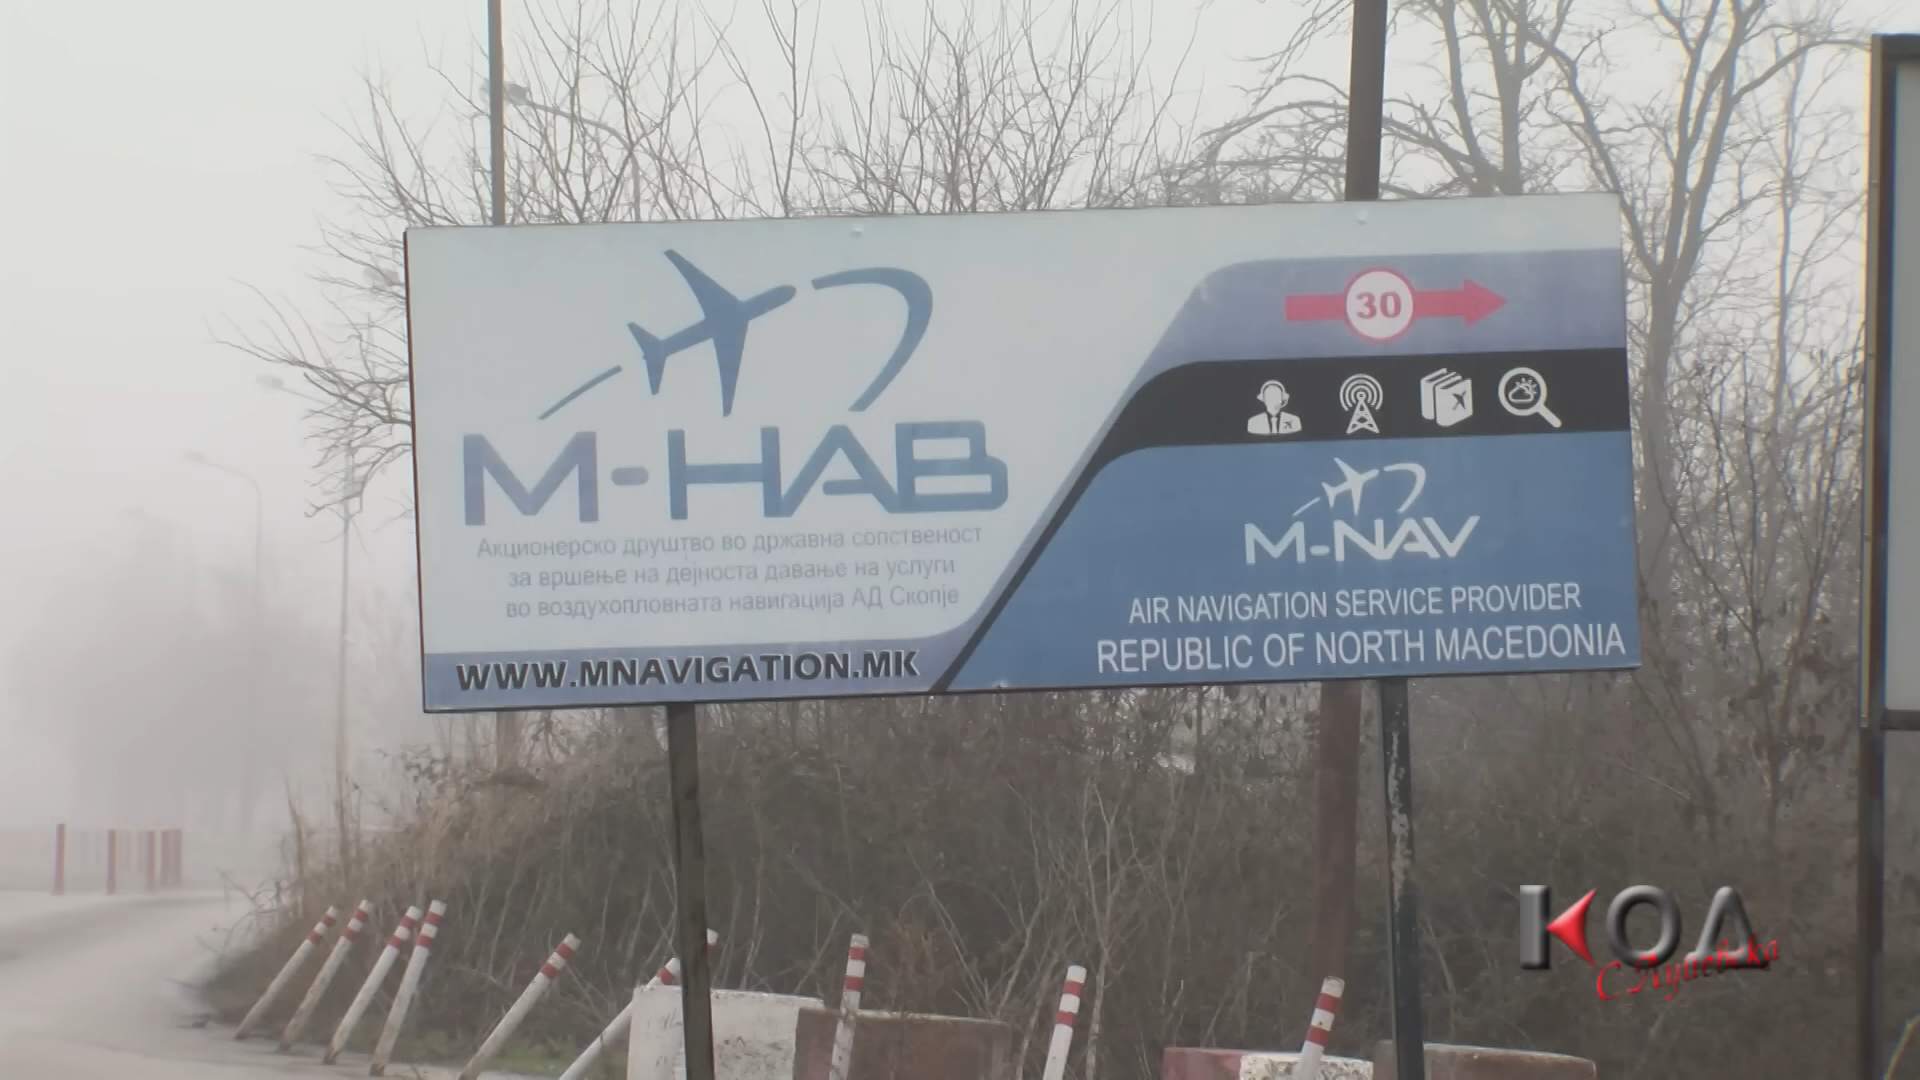 М-НАВ
Акционерско друштво во државна сопственост
за вршење на дејноста давање на услуги
во воздухопловната навигација АД Скопје
WWW.MNAVIGATION.MK
30
M-NAV
AIR NAVIGATION SERVICE PROVIDER
REPUBLIC OF NORTH MACEDONIA
КОД